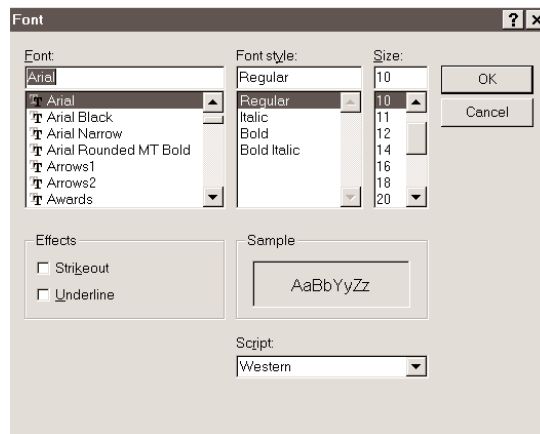 Font
Font:
Arial
Arial
Arial Black
Arial Narrow
Arial Rounded MT Bold
Arrows1
Arrows2
Awards
Font style:
Regular
Regular
Italic
Bold
Bold Italic
Size:
10
10
11
12
14
16
18
20
OK
Cancel
Effects
Strikeout
Underline
Sample
AaBbYyZz
Script:
Western